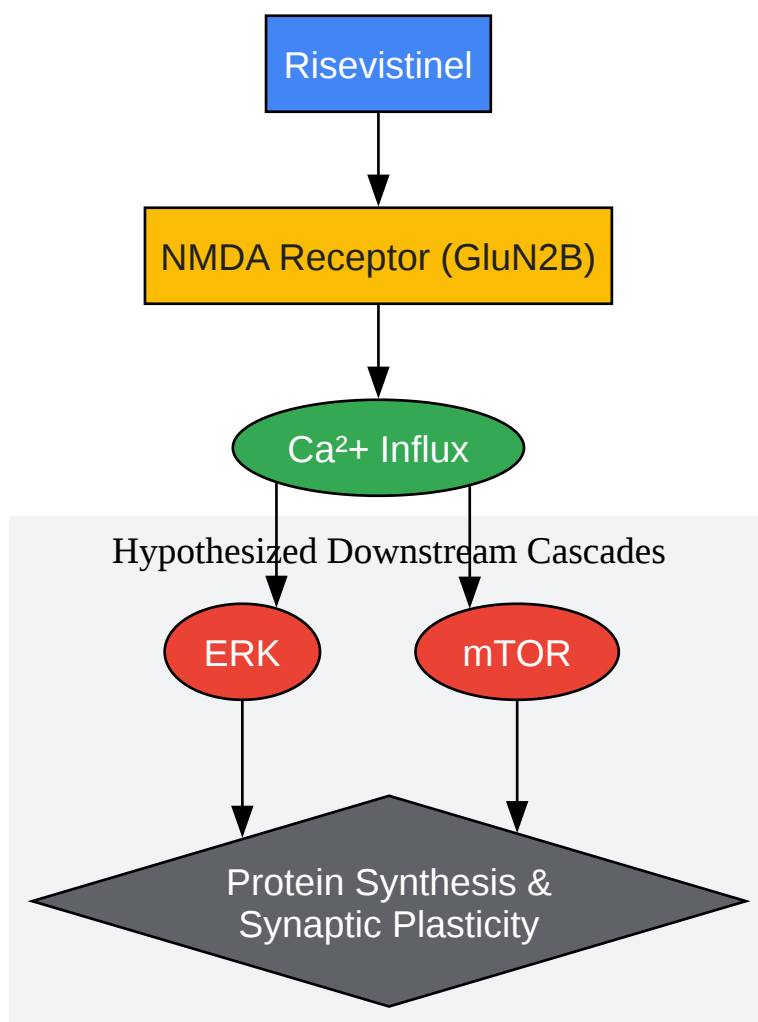 Risevistinel
NMDA Receptor (GluN2B)
Ca²+ Influx
Hypothesized Downstream Cascades
ERK
mTOR
Protein Synthesis &
Synaptic Plasticity